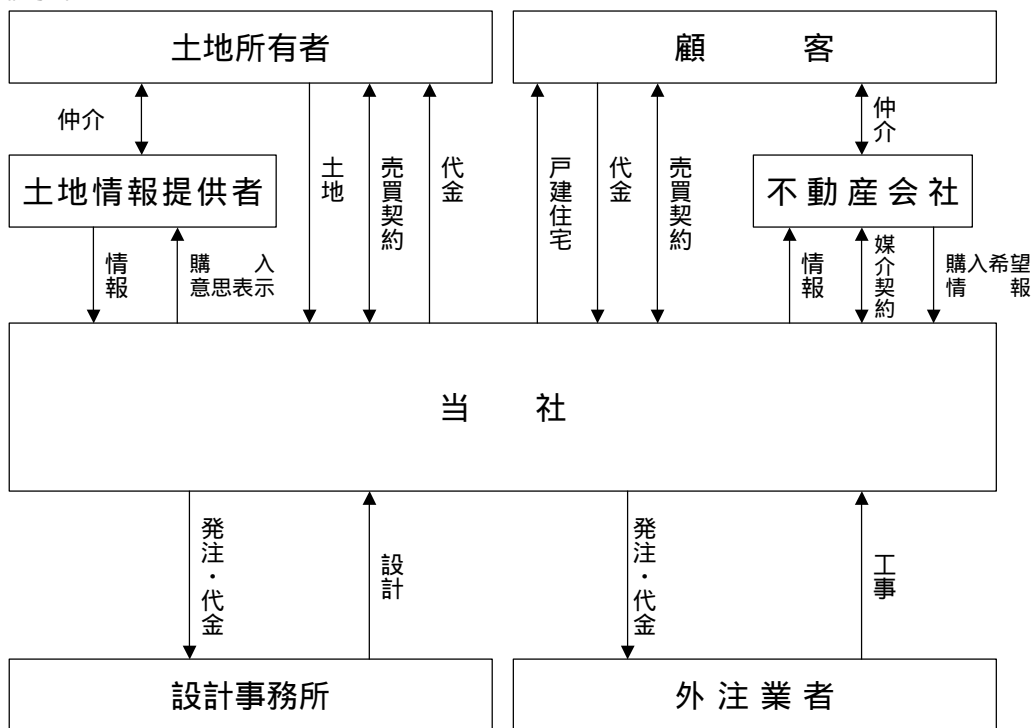 土地所有者
顧客
仲介
土地
売買契約
代金
戸建住宅
代金
売買契約
仲介
土地情報提供者
不動産会社
情報
購入
意思表示
情報
媒介契約
購入希望
情報
当社
発注・代金
設計
発注・代金
工事
設計事務所
外注業者